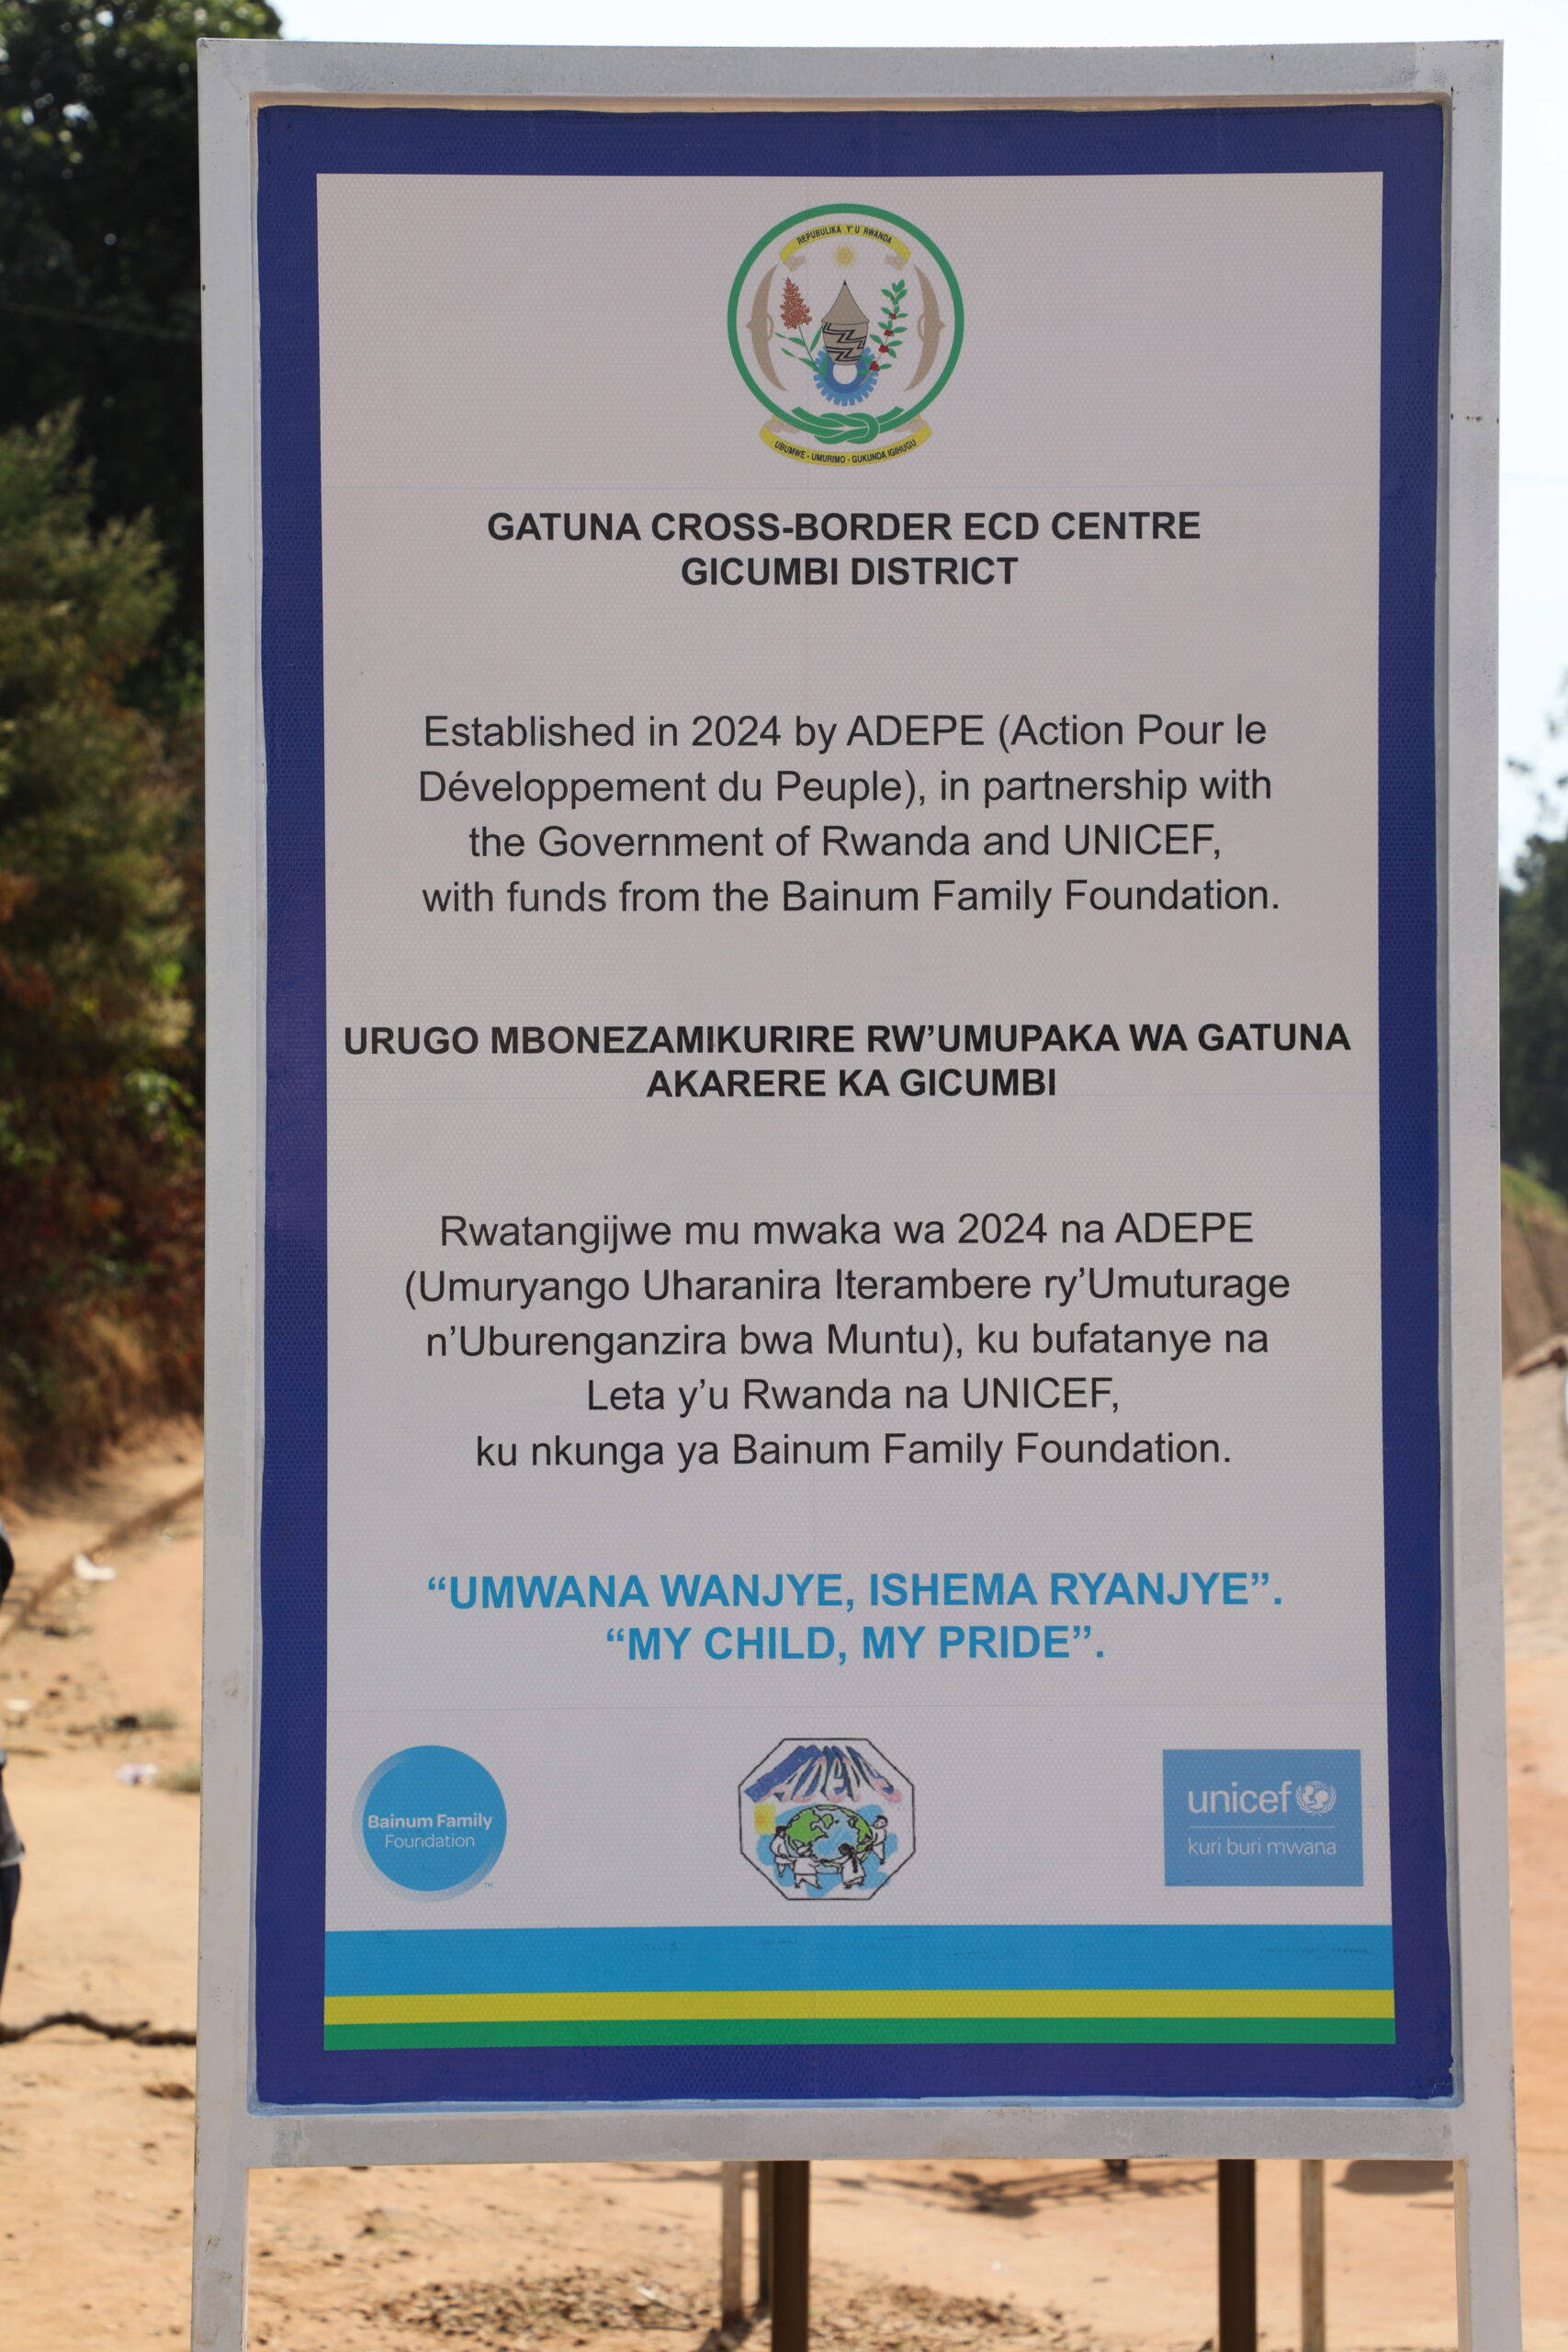 REPUBULIKA Y'U RWANDA
UBUMWE - UMURIMO - GUKUNDA IGIHUGU
GATUNA CROSS-BORDER ECD CENTRE
GICUMBI DISTRICT
Established in 2024 by ADEPE (Action Pour le
Développement du Peuple), in partnership with
the Government of Rwanda and UNICEF,
with funds from the Bainum Family Foundation.
URUGO MBONEZAMIKURIRE RW’UMUPAKA WA GATUNA
AKARERE KA GICUMBI
Rwatangijwe mu mwaka wa 2024 na ADEPE
(Umuryango Uharanira Iterambere ry’Umuturage
n’Uburenganzira bwa Muntu), ku bufatanye na
Leta y’u Rwanda na UNICEF,
ku nkunga ya Bainum Family Foundation.
“UMWANA WANJYE, ISHEMA RYANJYE”.
“MY CHILD, MY PRIDE”.
Bainum Family
Foundation
TM
ADEPE
unicef
kuri buri mwana